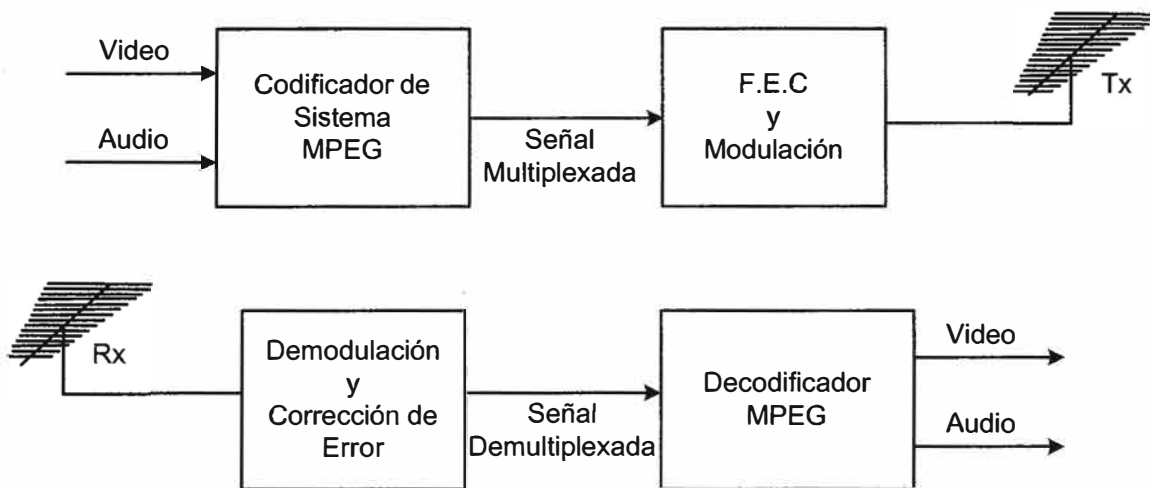 Video
Audio
Codificador de
Sistema
MPEG
Señal
Multiplexada
F.E.C
y
Modulación
Tx
Rx
Demodulación
y
Corrección de
Error
Señal
Demultiplexada
Decodificador
MPEG
Video
Audio